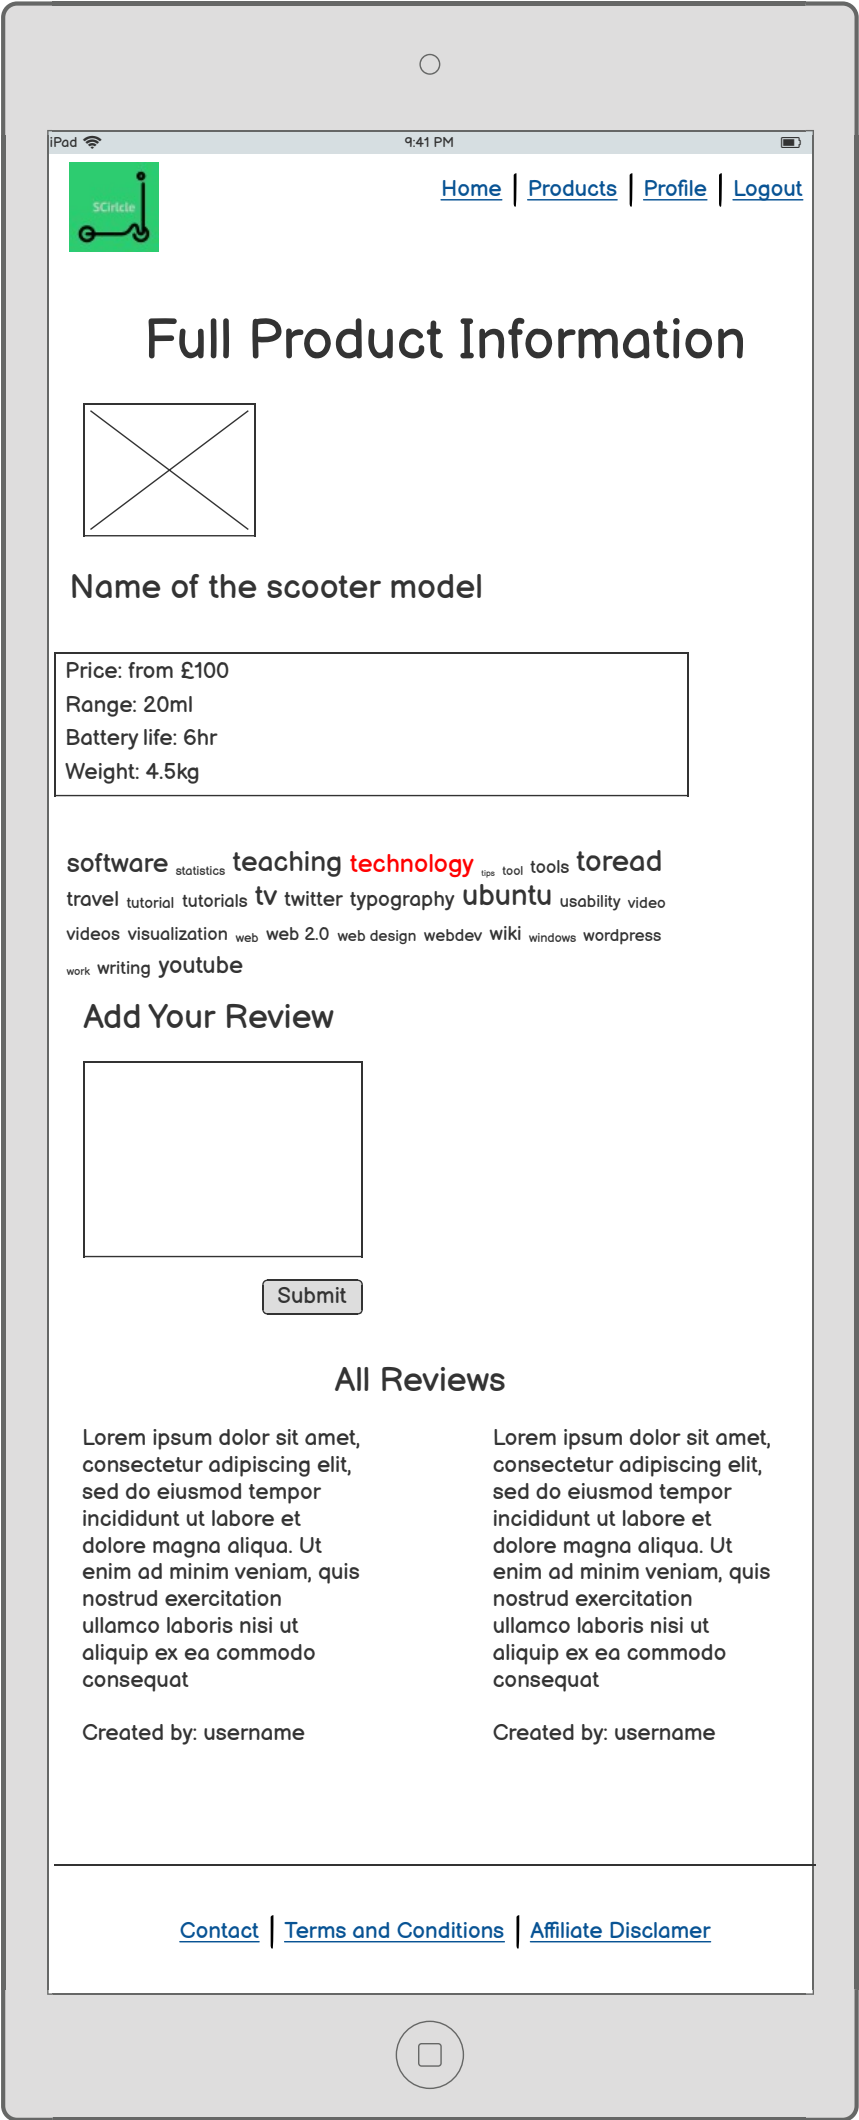 iPad 9:41 PM
SCirlcle
Home Products Profile Logout
Full Product Information
Name of the scooter model
Price: from £100
Range: 20ml
Battery life: 6hr
Weight: 4.5kg
software statistics teaching technology tips tool tools toread
travel tutorial tutorials tv twitter typography ubuntu usability video
videos visualization web web 2.0 web design webdev wiki windows wordpress
work writing youtube
Add Your Review
Submit
All Reviews
Lorem ipsum dolor sit amet,
consectetur adipiscing elit,
sed do eiusmod tempor
incididunt ut labore et
dolore magna aliqua. Ut
enim ad minim veniam, quis
nostrud exercitation
ullamco laboris nisi ut
aliquip ex ea commodo
consequat
Created by: username
Lorem ipsum dolor sit amet,
consectetur adipiscing elit,
sed do eiusmod tempor
incididunt ut labore et
dolore magna aliqua. Ut
enim ad minim veniam, quis
nostrud exercitation
ullamco laboris nisi ut
aliquip ex ea commodo
consequat
Created by: username
Contact Terms and Conditions Affiliate Disclamer